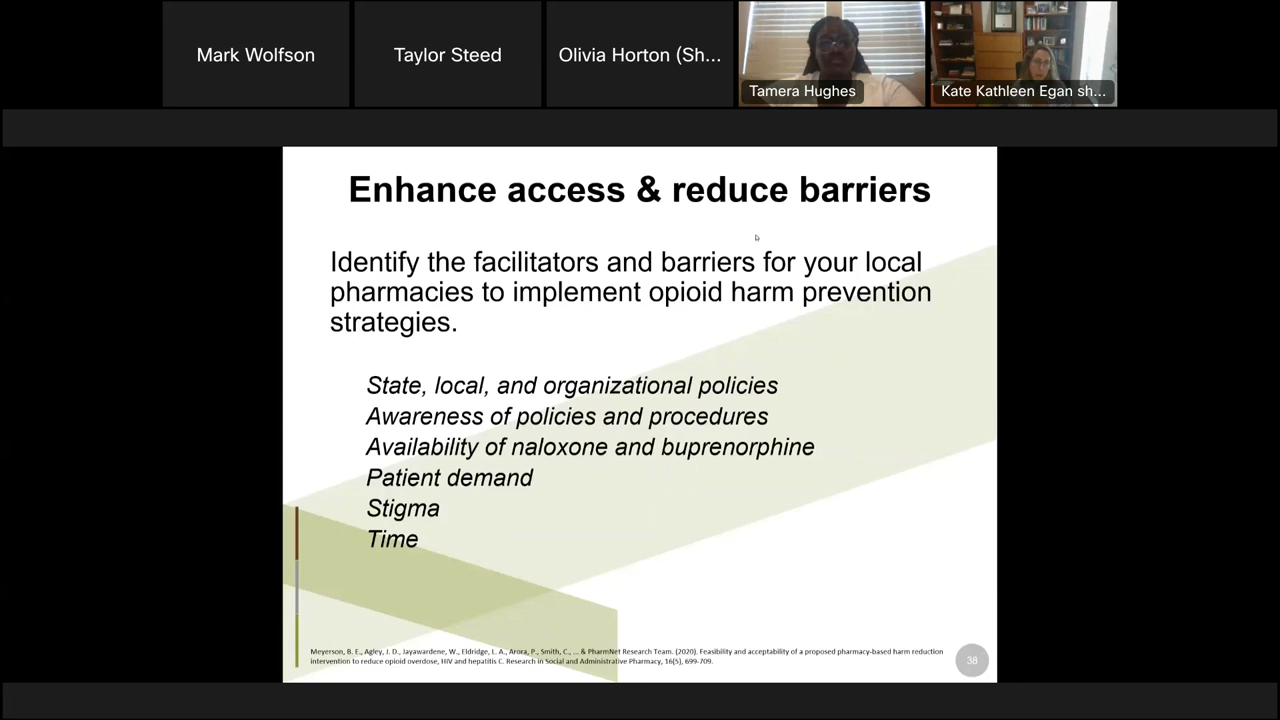 Mark Wolfson
Taylor Steed
Olivia Horton (Sh...
Tamera Hughes
Kate Kathleen Egan sh...
Enhance access & reduce barriers
Identify the facilitators and barriers for your local
pharmacies to implement opioid harm prevention
strategies.
State, local, and organizational policies
Awareness of policies and procedures
Availability of naloxone and buprenorphine
Patient demand
Stigma
Time
Meyerson, B. E., Agley, J. D., Jayawardene, W., Eldridge, L. A., Arora, P., Smith, C., ... & PharmNet Research Team. (2020). Feasibility and acceptability of a proposed pharmacy-based harm reduction
intervention to reduce opioid overdose, HIV and hepatitis C. Research in Social and Administrative Pharmacy, 16(5), 699-709.
38